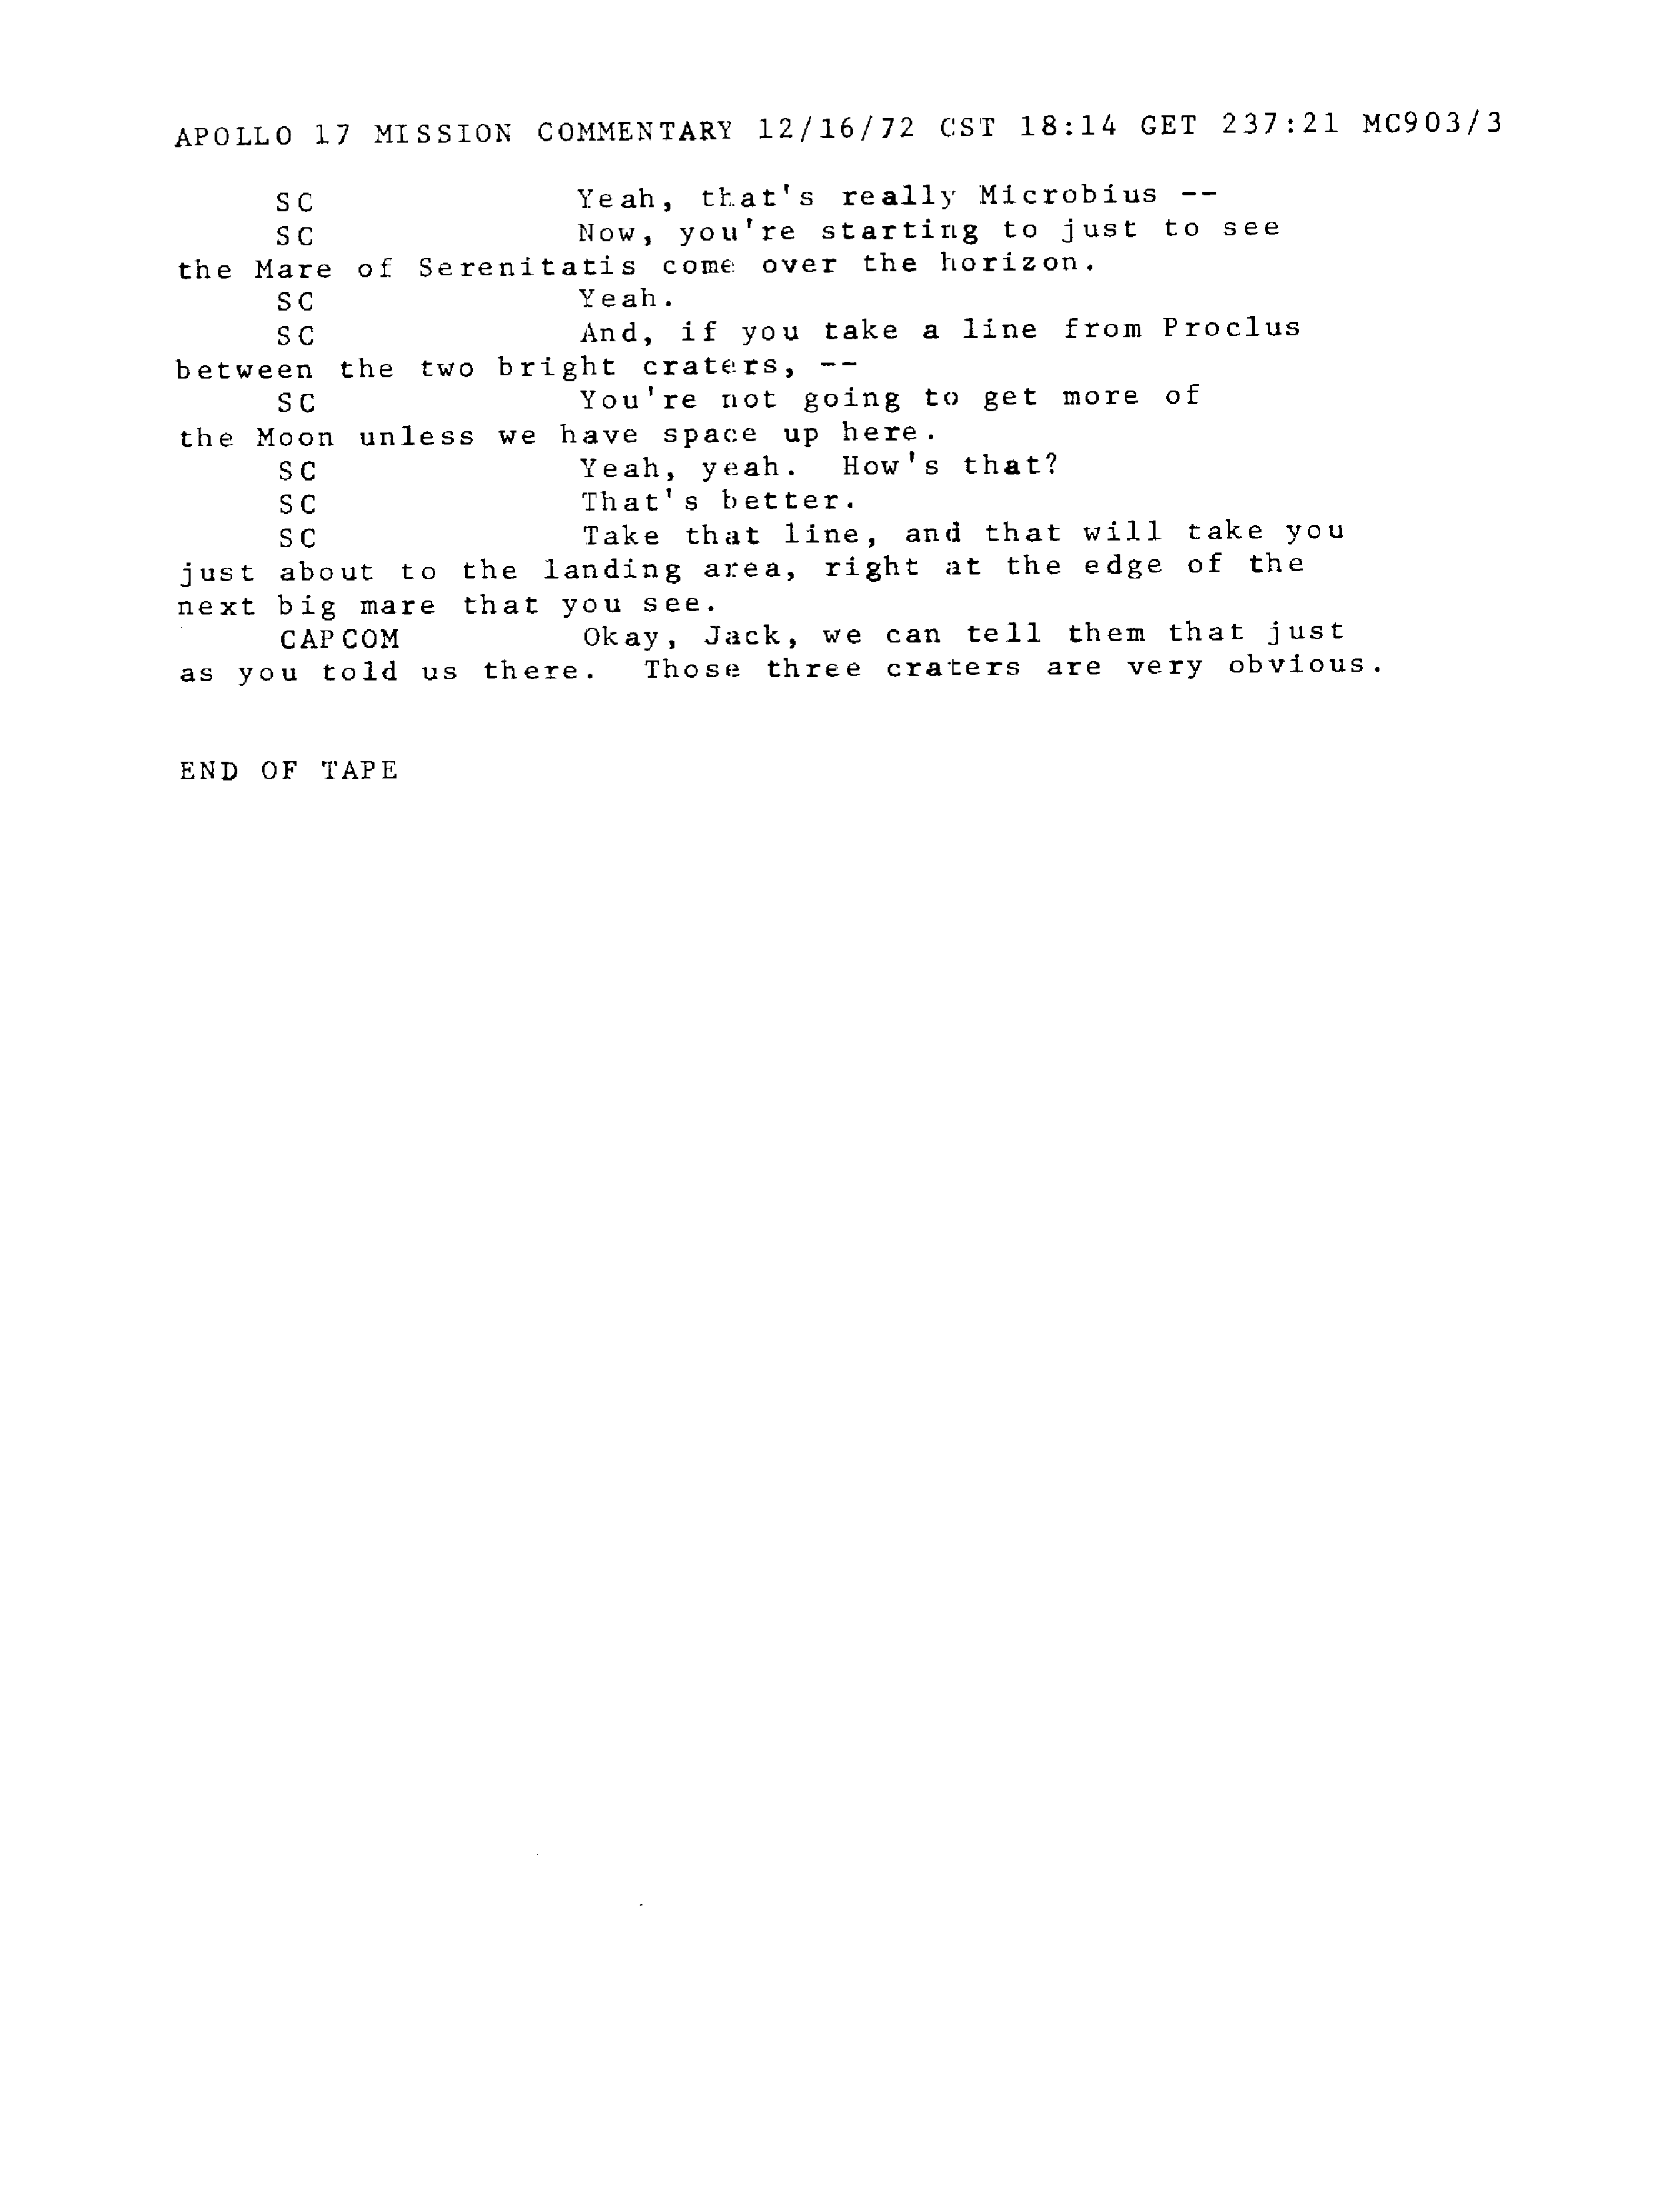 APOLLO 17 MISSION COMMENTARY 12/16/72 CST 18:14 GET 237:21 MC903/3
SC Yeah, that's really Microbius --
SC Now, you're starting to just to see
the Mare of Serenitatis come over the horizon.
SC Yeah.
SC And, if you take a line from Proclus
between the two bright craters, --
SC You're not going to get more of
the Moon unless we have space up here.
SC Yeah, yeah. How's that?
SC That's better.
SC Take that line, and that will take you
just about to the landing area, right at the edge of the
next big mare that you see.
CAPCOM Okay, Jack, we can tell them that just
as you told us there. Those three craters are very obvious.
END OF TAPE